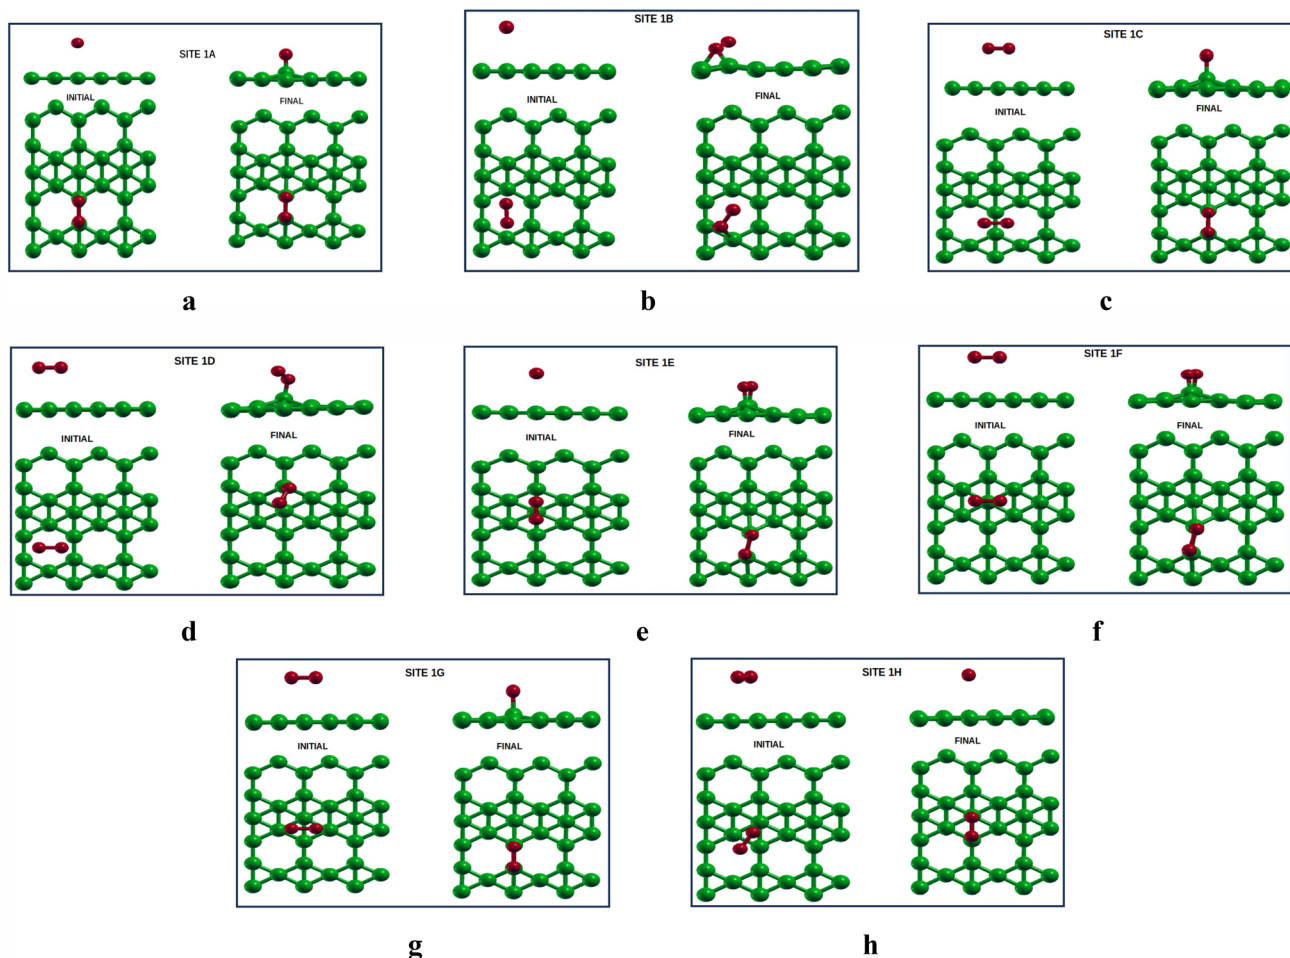 SITE 1A
INITIAL
FINAL
a
SITE 1B
INITIAL
FINAL
b
SITE 1C
INITIAL
FINAL
c
SITE 1D
INITIAL
FINAL
d
SITE 1E
INITIAL
FINAL
e
SITE 1F
INITIAL
FINAL
f
SITE 1G
INITIAL
FINAL
g
SITE 1H
INITIAL
FINAL
h